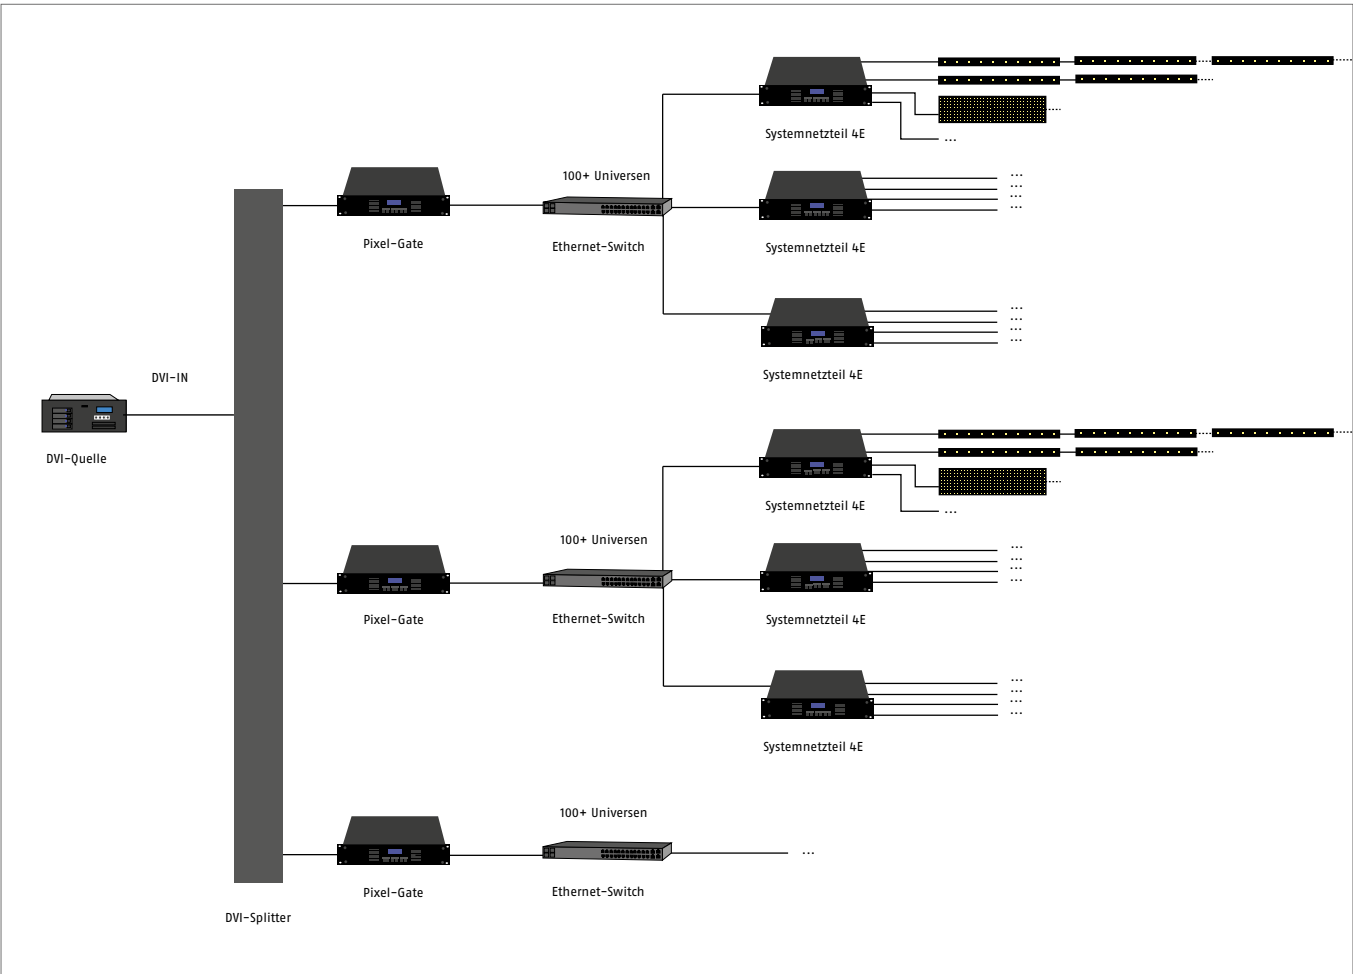 Systemnetzteil 4E
...
100+ Universen
Pixel-Gate
Ethernet-Switch
Systemnetzteil 4E
...
...
...
...
Systemnetzteil 4E
...
...
...
...
DVI-IN
DVI-Quelle
Systemnetzteil 4E
...
100+ Universen
Pixel-Gate
Ethernet-Switch
Systemnetzteil 4E
...
...
...
...
Systemnetzteil 4E
...
...
...
...
100+ Universen
...
Pixel-Gate
Ethernet-Switch
DVI-Splitter